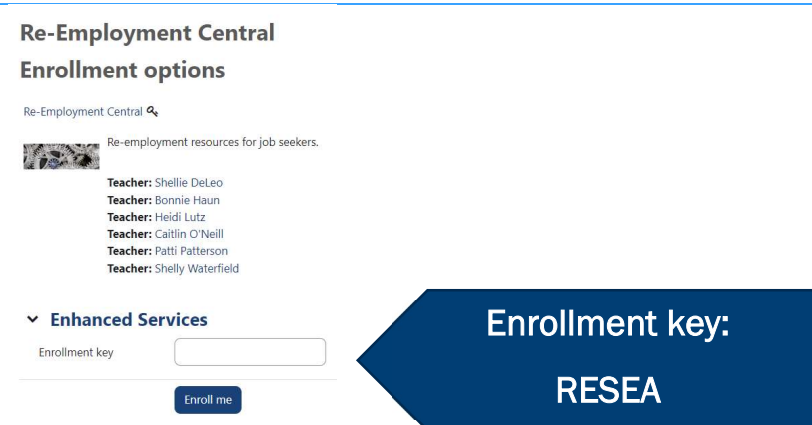 Re-Employment Central
Enrollment options
Re-Employment Central
Re-employment resources for job seekers.
Teacher: Shellie DeLeo
Teacher: Bonnie Haun
Teacher: Heidi Lutz
Teacher: Caitlin O'Neill
Teacher: Patti Patterson
Teacher: Shelly Waterfield
Enhanced Services
Enrollment key
Enroll me
Enrollment key:
RESEA